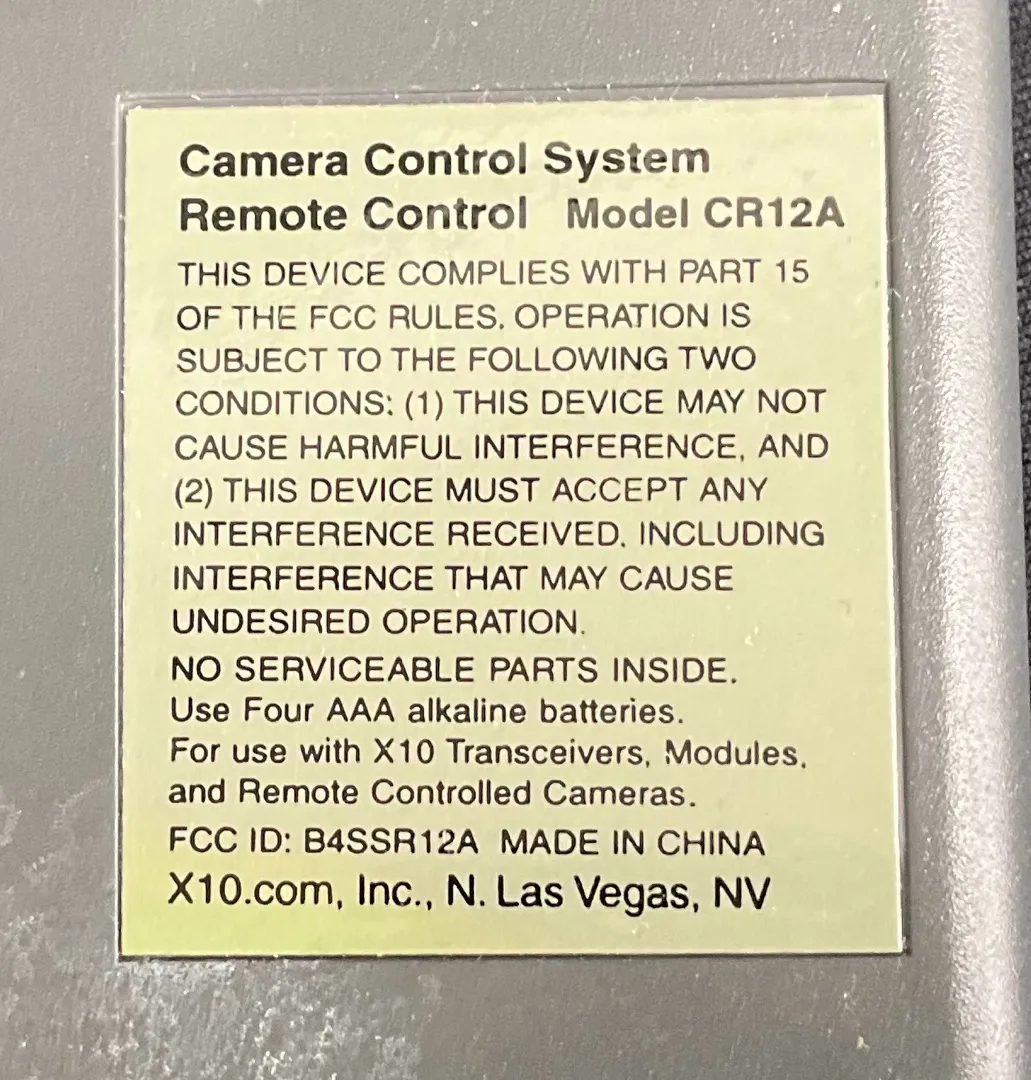 Camera Control System
Remote Control Model CR12A
THIS DEVICE COMPLIES WITH PART 15
OF THE FCC RULES. OPERATION IS
SUBJECT TO THE FOLLOWING TWO
CONDITIONS: (1) THIS DEVICE MAY NOT
CAUSE HARMFUL INTERFERENCE, AND
(2) THIS DEVICE MUST ACCEPT ANY
INTERFERENCE RECEIVED, INCLUDING
INTERFERENCE THAT MAY CAUSE
UNDESIRED OPERATION.
NO SERVICEABLE PARTS INSIDE.
Use Four AAA alkaline batteries.
For use with X10 Transceivers, Modules,
and Remote Controlled Cameras.
FCC ID: B4SSR12A MADE IN CHINA
X10.com, Inc., N. Las Vegas, NV